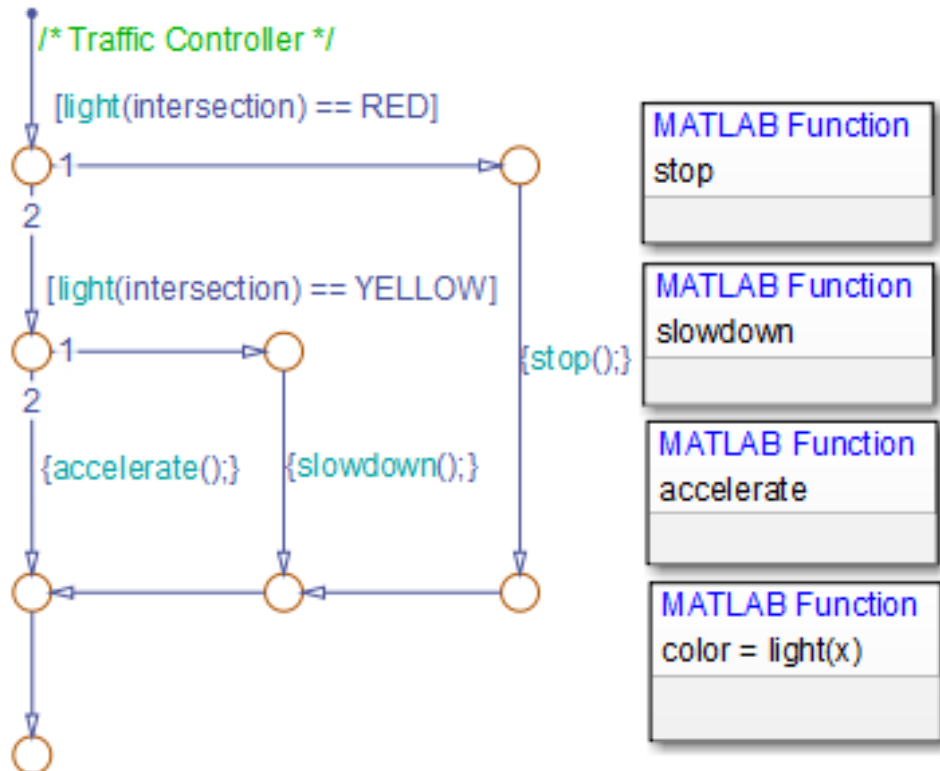 /* Traffic Controller */
[light(intersection) == RED]
1
2
[light(intersection) == YELLOW]
1
2
{stop();}
{accelerate();}
{slowdown();}
MATLAB Function
stop
MATLAB Function
slowdown
MATLAB Function
accelerate
MATLAB Function
color = light(x)